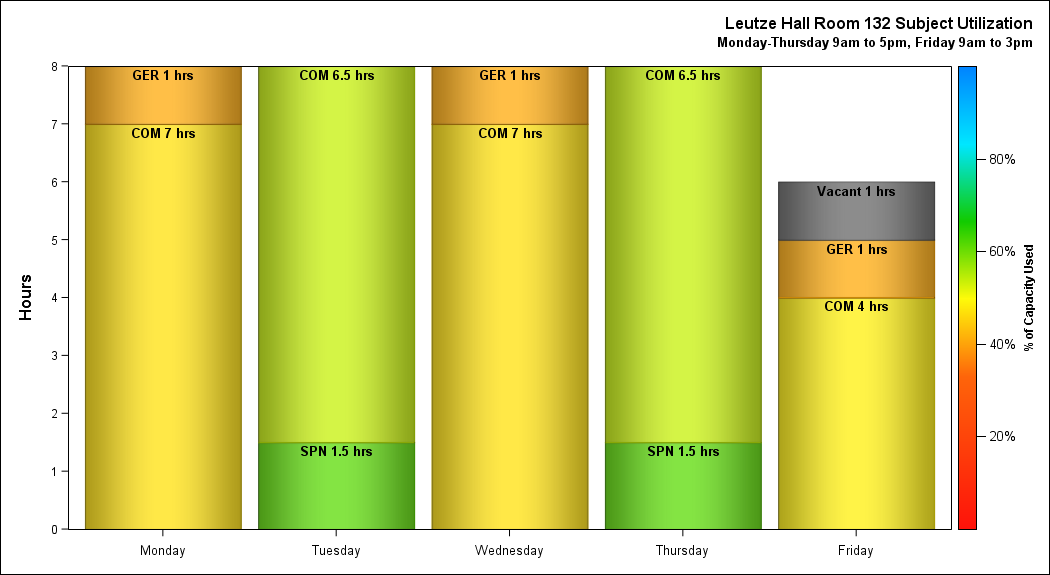 Leutze Hall Room 132 Subject Utilization
Monday-Thursday 9am to 5pm, Friday 9am to 3pm
Hours
8
7
6
5
4
3
2
1
0
GER 1 hrs
COM 7 hrs
COM 6.5 hrs
SPN 1.5 hrs
GER 1 hrs
COM 7 hrs
COM 6.5 hrs
SPN 1.5 hrs
Vacant 1 hrs
GER 1 hrs
COM 4 hrs
Monday
Tuesday
Wednesday
Thursday
Friday
80%
60%
40%
20%
% of Capacity Used